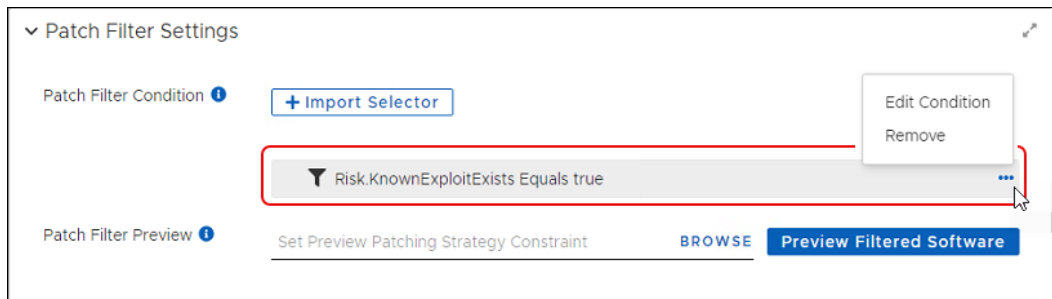 Patch Filter Settings
Patch Filter Condition
+ Import Selector
Edit Condition
Remove
Risk.KnownExploitExists Equals true
Patch Filter Preview
Set Preview Patching Strategy Constraint
BROWSE
Preview Filtered Software